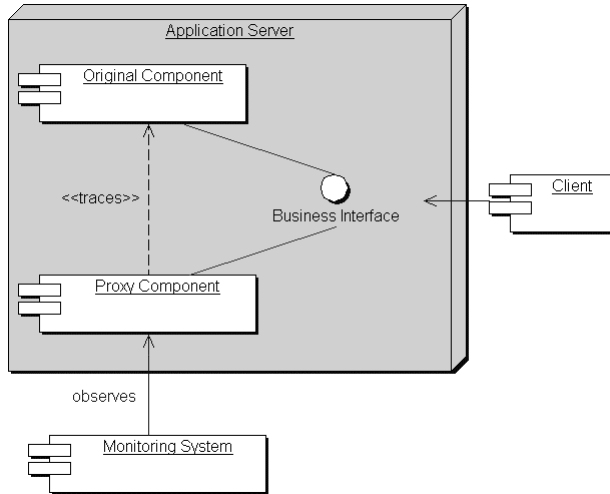 Application Server
Original Component
<<traces>>
Client
Business Interface
Proxy Component
observes
Monitoring System